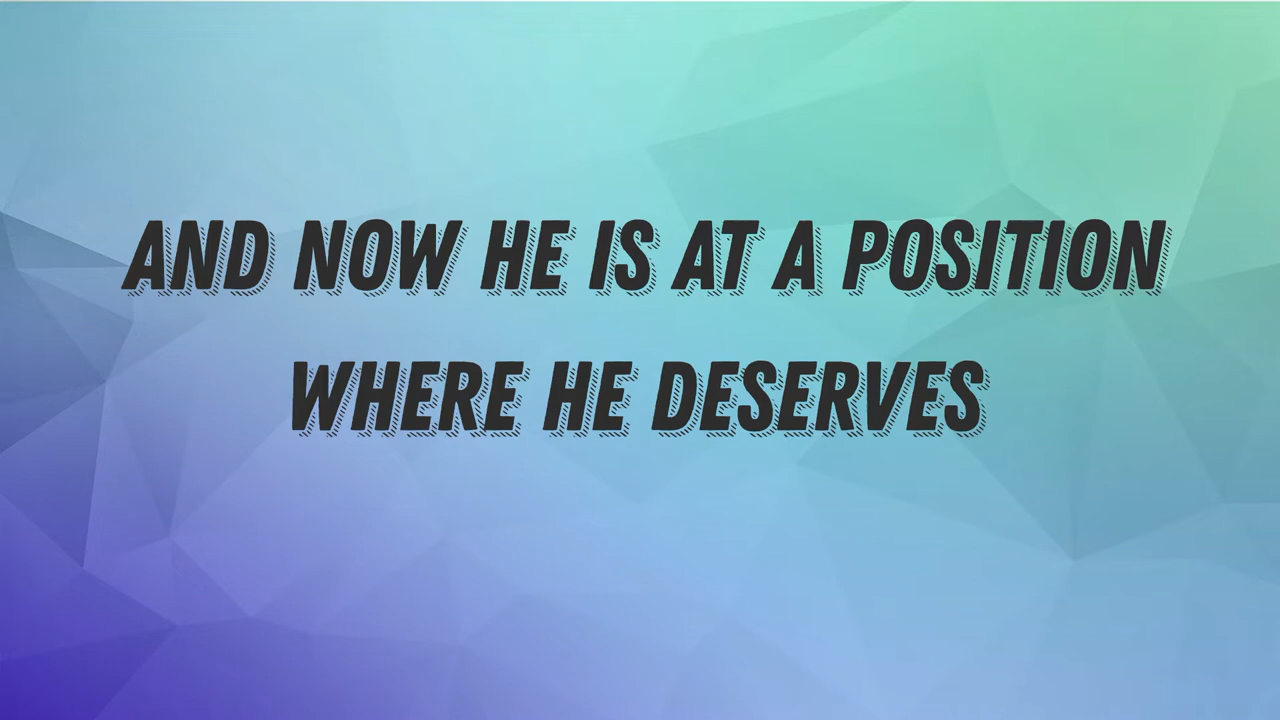 AND NOW HE IS AT A POSITION
WHERE HE DESERVES